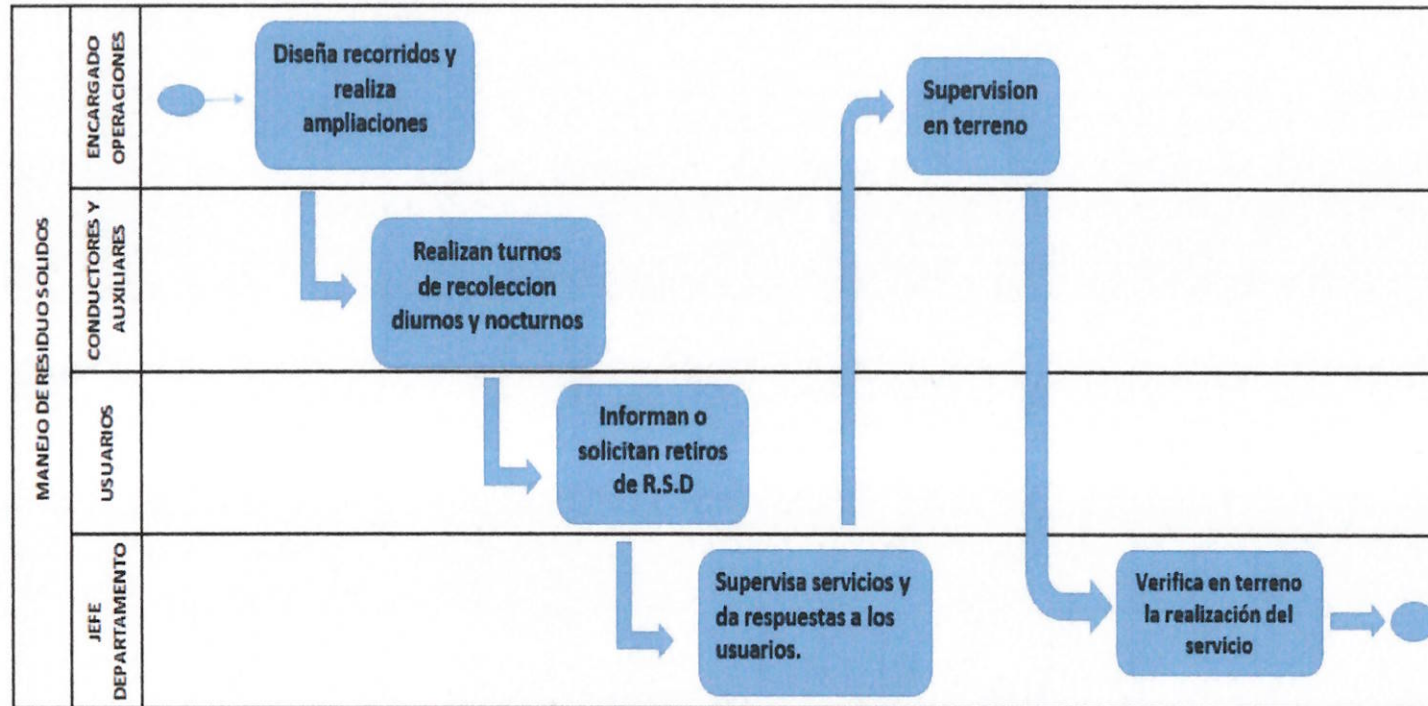 MANEJO DE RESIDUO SOLIDOS
ENCARGADO
OPERACIONES
Diseña recorridos y
realiza
ampliaciones
Supervision
en terreno
CONDUCTORES Y
AUXILIARES
Realizan turnos
de recoleccion
diurnos y nocturnos
USUARIOS
Informan o
solicitan retiros
de R.S.D
JEFE
DEPARTAMENTO
Supervisa servicios y
da respuestas a los
usuarios.
Verifica en terreno
la realización del
servicio